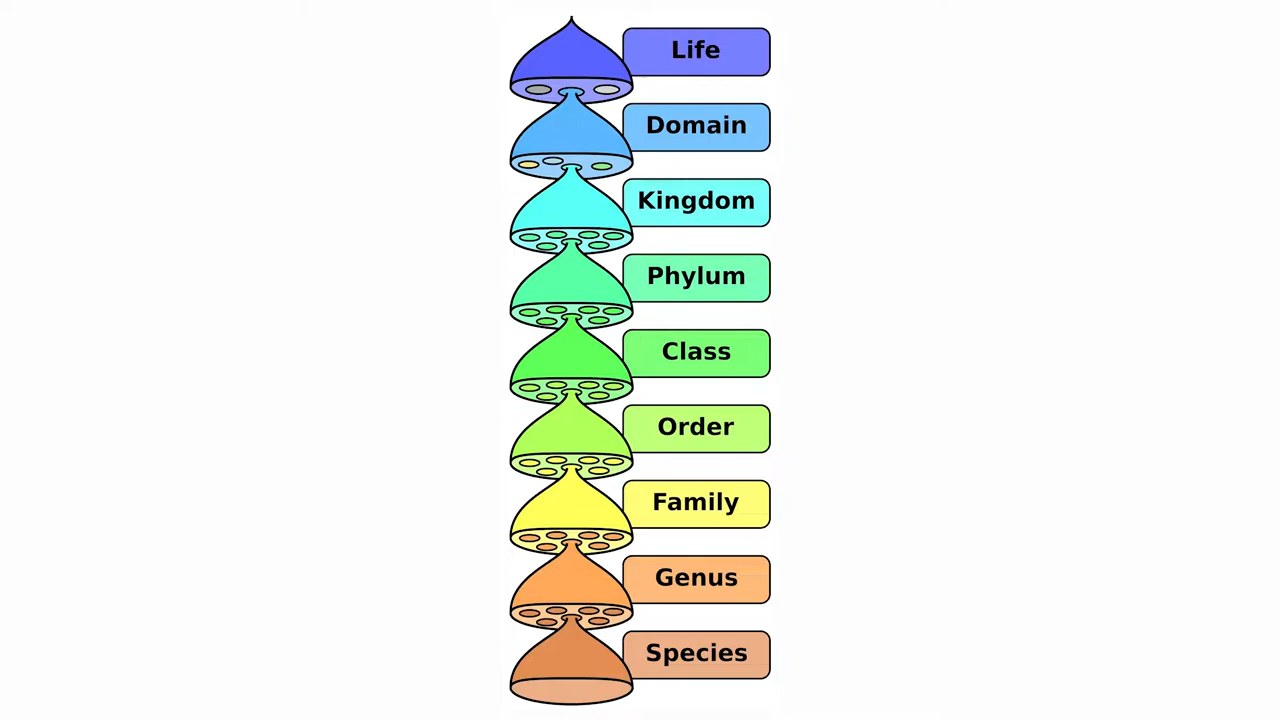 Life
Domain
Kingdom
Phylum
Class
Order
Family
Genus
Species